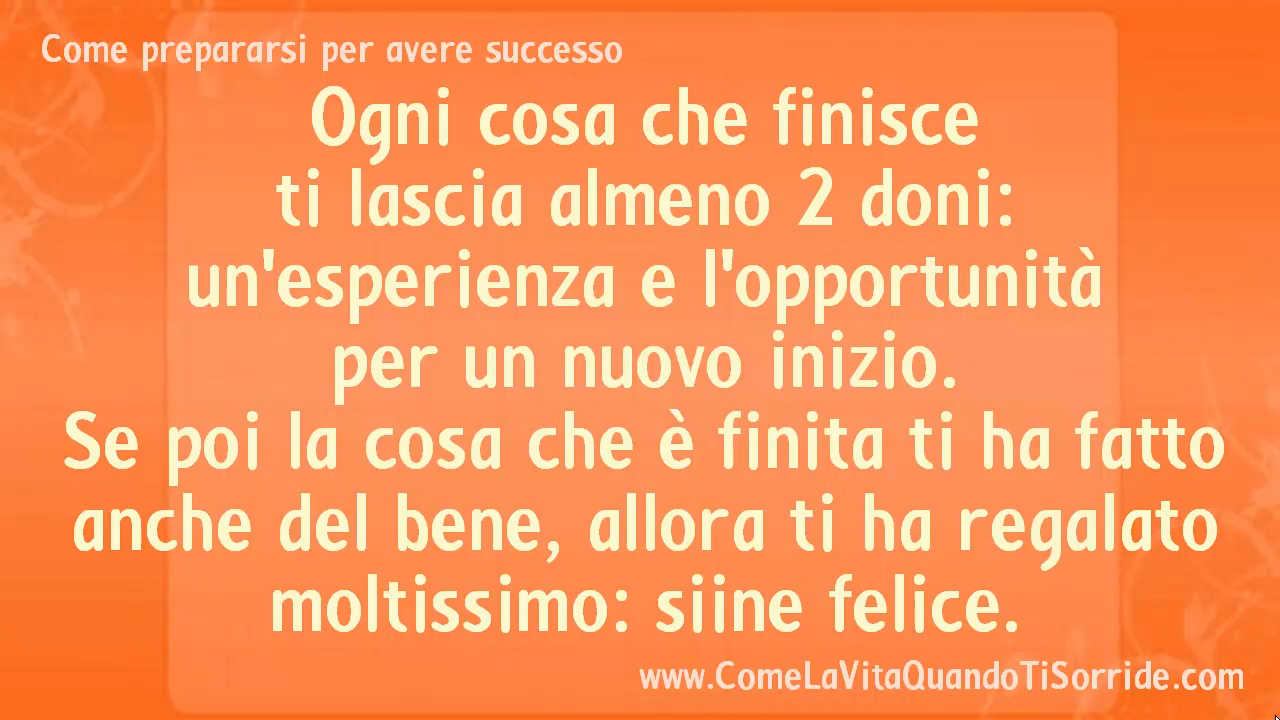 Come prepararsi per avere successo
Ogni cosa che finisce
ti lascia almeno 2 doni:
un'esperienza e l'opportunità
per un nuovo inizio.
Se poi la cosa che è finita ti ha fatto
anche del bene, allora ti ha regalato
moltissimo: siine felice.
www.ComeLaVitaQuandoTiSorride.com